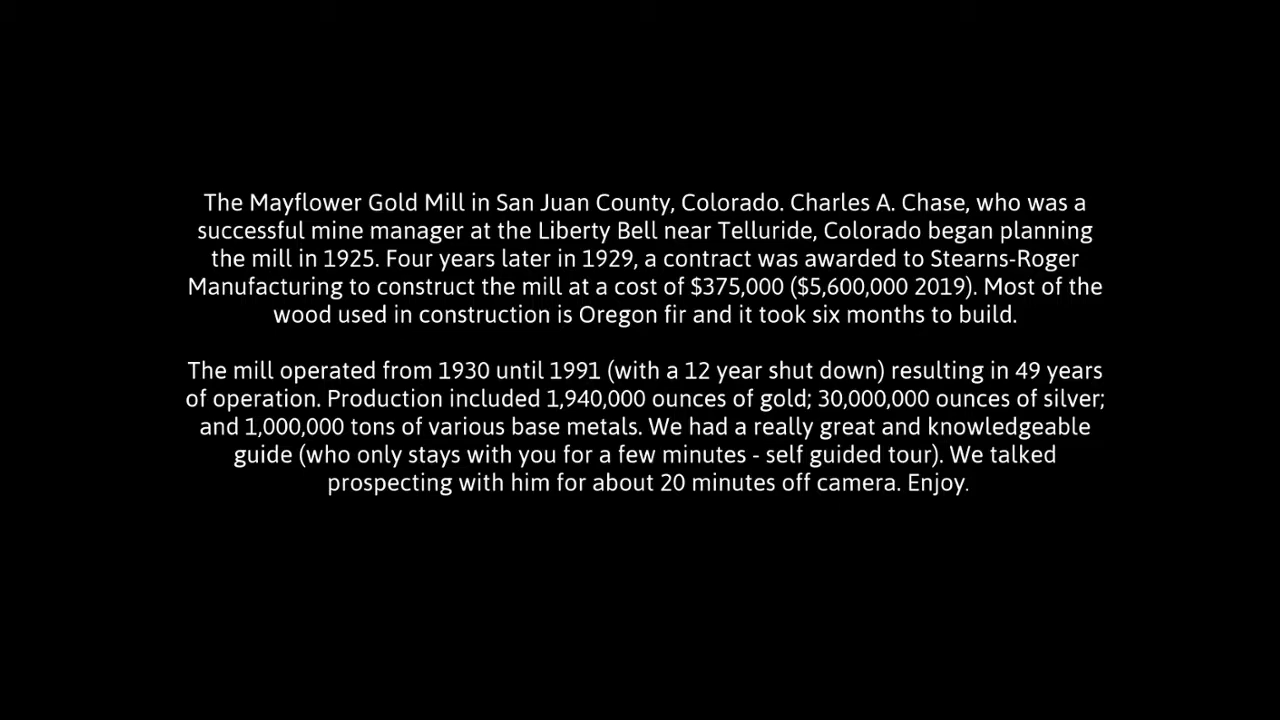 The Mayflower Gold Mill in San Juan County, Colorado. Charles A. Chase, who was a
successful mine manager at the Liberty Bell near Telluride, Colorado began planning
the mill in 1925. Four years later in 1929, a contract was awarded to Stearns-Roger
Manufacturing to construct the mill at a cost of $375,000 ($5,600,000 2019). Most of the
wood used in construction is Oregon fir and it took six months to build.
The mill operated from 1930 until 1991 (with a 12 year shut down) resulting in 49 years
of operation. Production included 1,940,000 ounces of gold; 30,000,000 ounces of silver;
and 1,000,000 tons of various base metals. We had a really great and knowledgeable
guide (who only stays with you for a few minutes - self guided tour). We talked
prospecting with him for about 20 minutes off camera. Enjoy.